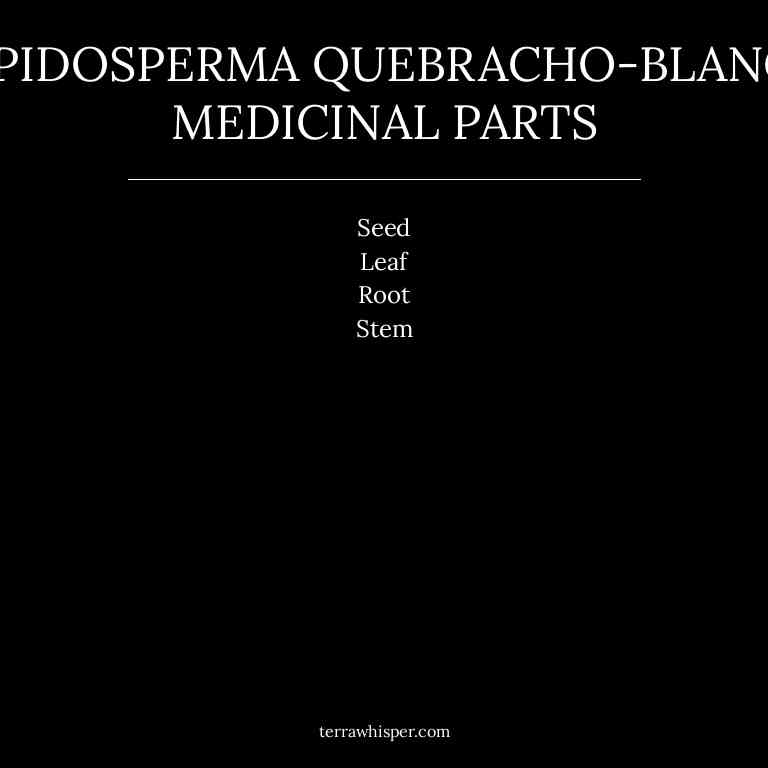 PIDOSPERMA QUEBRACHO-BLANC
MEDICINAL PARTS
Seed
Leaf
Root
Stem
terrawhisper.com